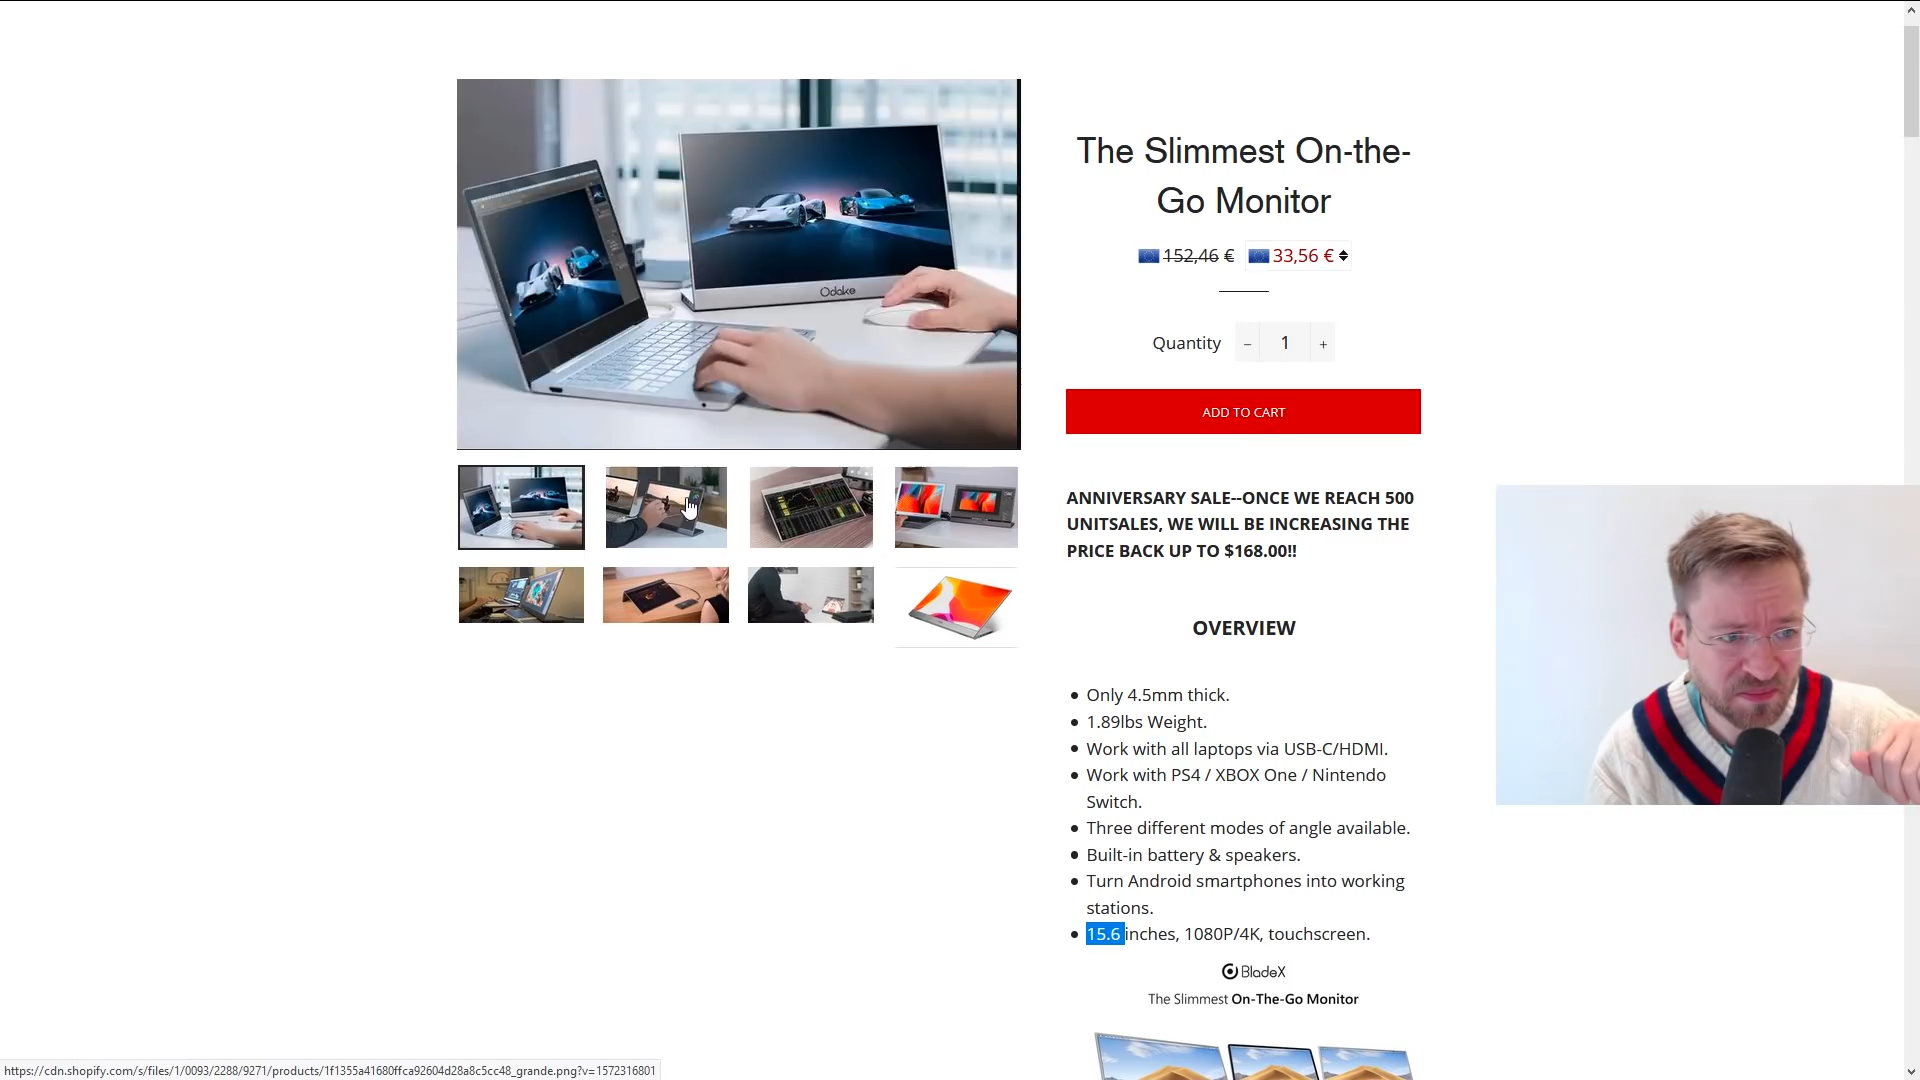 Odake
The Slimmest On-the-
Go Monitor
152,46 € 33,56 €
Quantity − 1 +
ADD TO CART
ANNIVERSARY SALE--ONCE WE REACH 500
UNITSALES, WE WILL BE INCREASING THE
PRICE BACK UP TO $168.00!!
OVERVIEW
Only 4.5mm thick.
1.89lbs Weight.
Work with all laptops via USB-C/HDMI.
Work with PS4 / XBOX One / Nintendo
Switch.
Three different modes of angle available.
Built-in battery & speakers.
Turn Android smartphones into working
stations.
15.6 inches, 1080P/4K, touchscreen.
BladeX
The Slimmest On-The-Go Monitor
https://cdn.shopify.com/s/files/1/0093/2288/9271/products/1f1355a41680ffca92604d28a8c5cc48_grande.png?v=1572316801